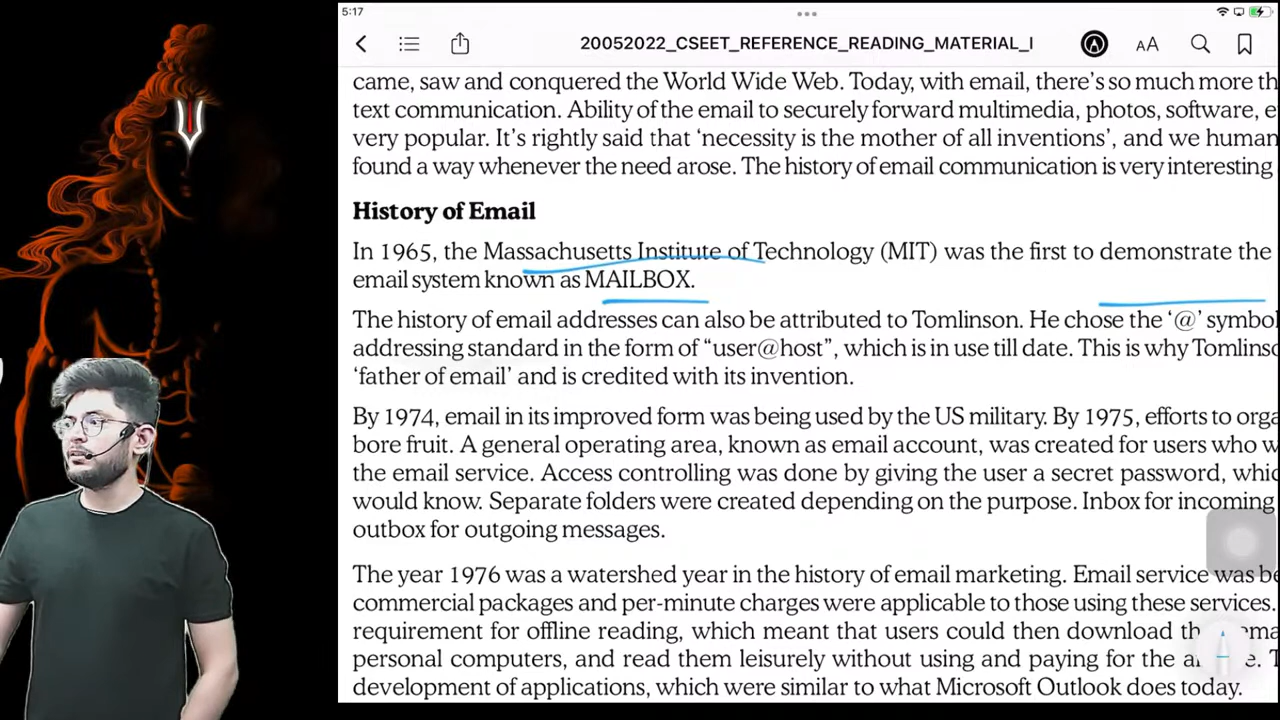 5:17
20052022_CSEET_REFERENCE_READING_MATERIAL_I
AA
came, saw and conquered the World Wide Web. Today, with email, there's so much more th
text communication. Ability of the email to securely forward multimedia, photos, software, e
very popular. It's rightly said that 'necessity is the mother of all inventions', and we human
found a way whenever the need arose. The history of email communication is very interesting
History of Email
In 1965, the Massachusetts Institute of Technology (MIT) was the first to demonstrate the
email system known as MAILBOX.
The history of email addresses can also be attributed to Tomlinson. He chose the '@' symbol
addressing standard in the form of "user@host", which is in use till date. This is why Tomlinso
'father of email' and is credited with its invention.
By 1974, email in its improved form was being used by the US military. By 1975, efforts to orga
bore fruit. A general operating area, known as email account, was created for users who w
the email service. Access controlling was done by giving the user a secret password, whic
would know. Separate folders were created depending on the purpose. Inbox for incoming
outbox for outgoing messages.
The year 1976 was a watershed year in the history of email marketing. Email service was be
commercial packages and per-minute charges were applicable to those using these services.
requirement for offline reading, which meant that users could then download th ema
personal computers, and read them leisurely without using and paying for the ai e. T
development of applications, which were similar to what Microsoft Outlook does today.